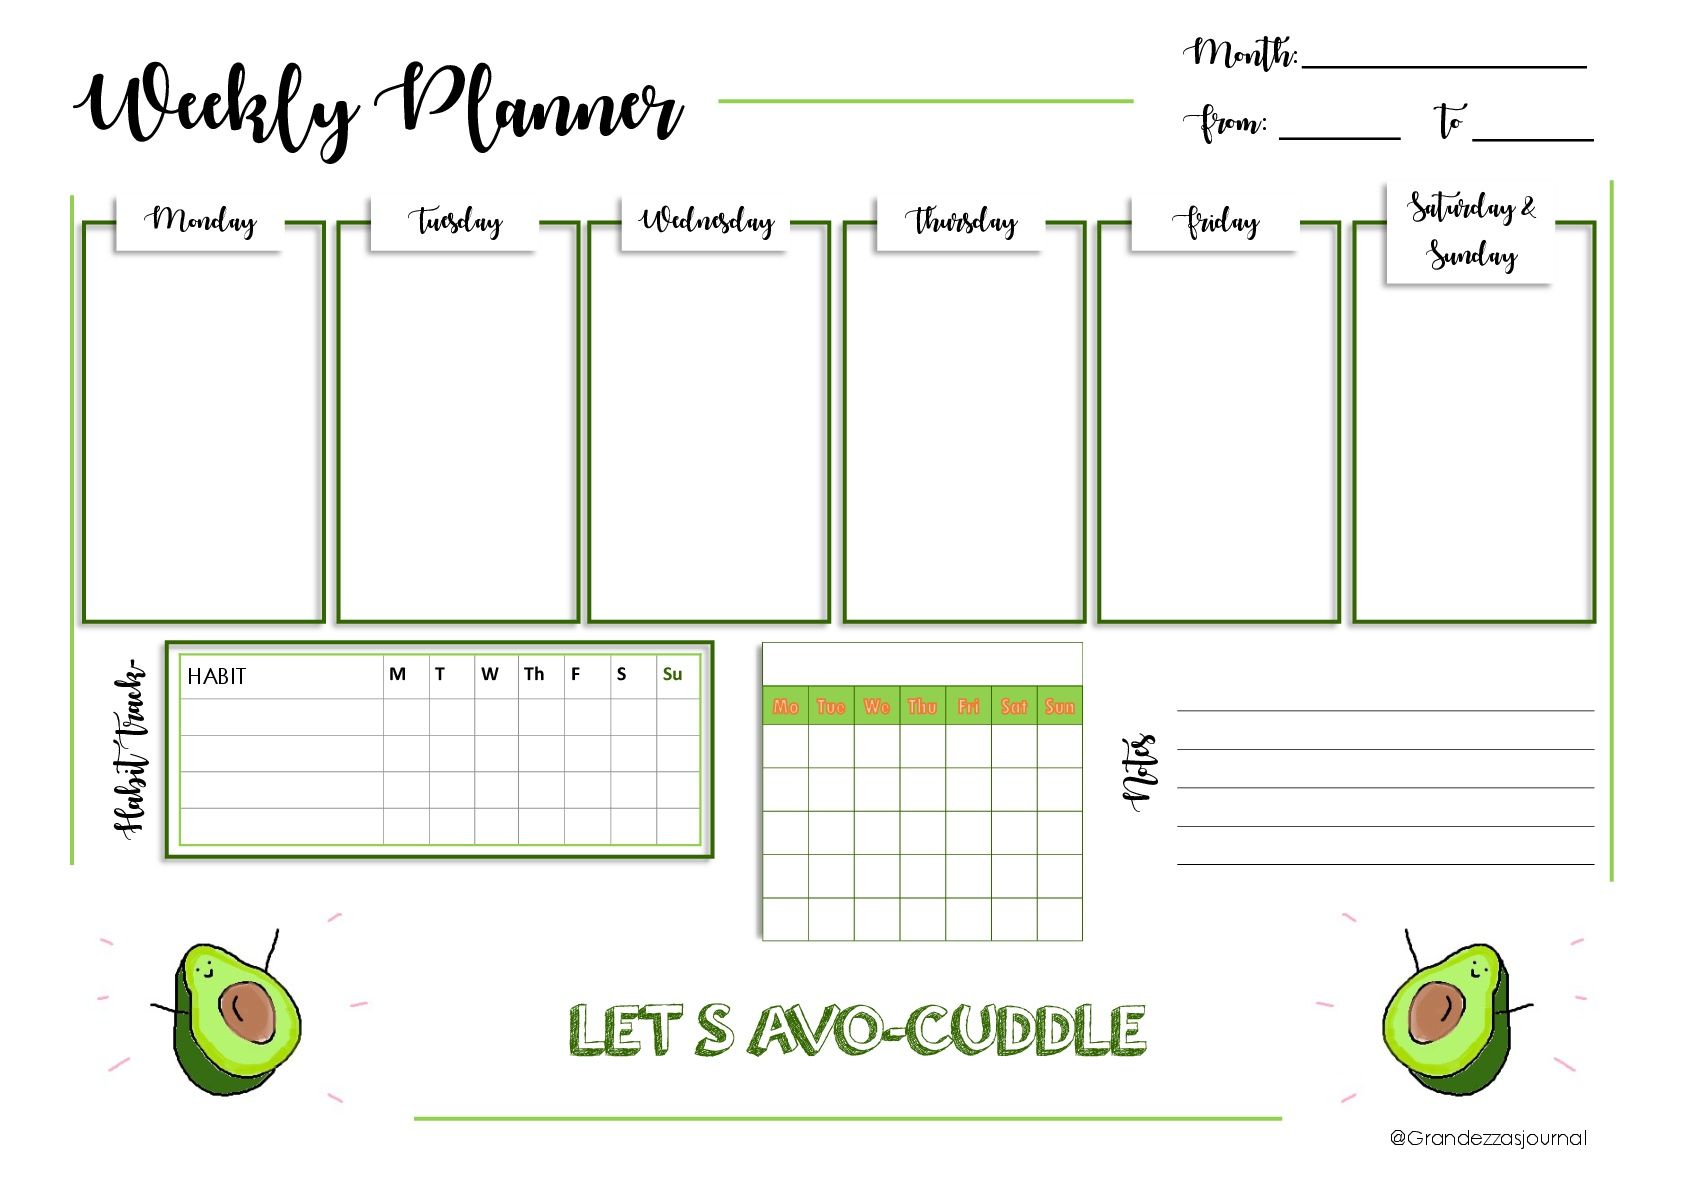 Weekly Planner
Month:
from:
to
Monday
Tuesday
Wednesday
Thursday
Friday
Saturday &
Sunday
Habit Track-
HABIT M T W Th F S Su
Mo Tue We Thu Fri Sat Sun
Notes
LET S AVO-CUDDLE
@Grandezzasjournal